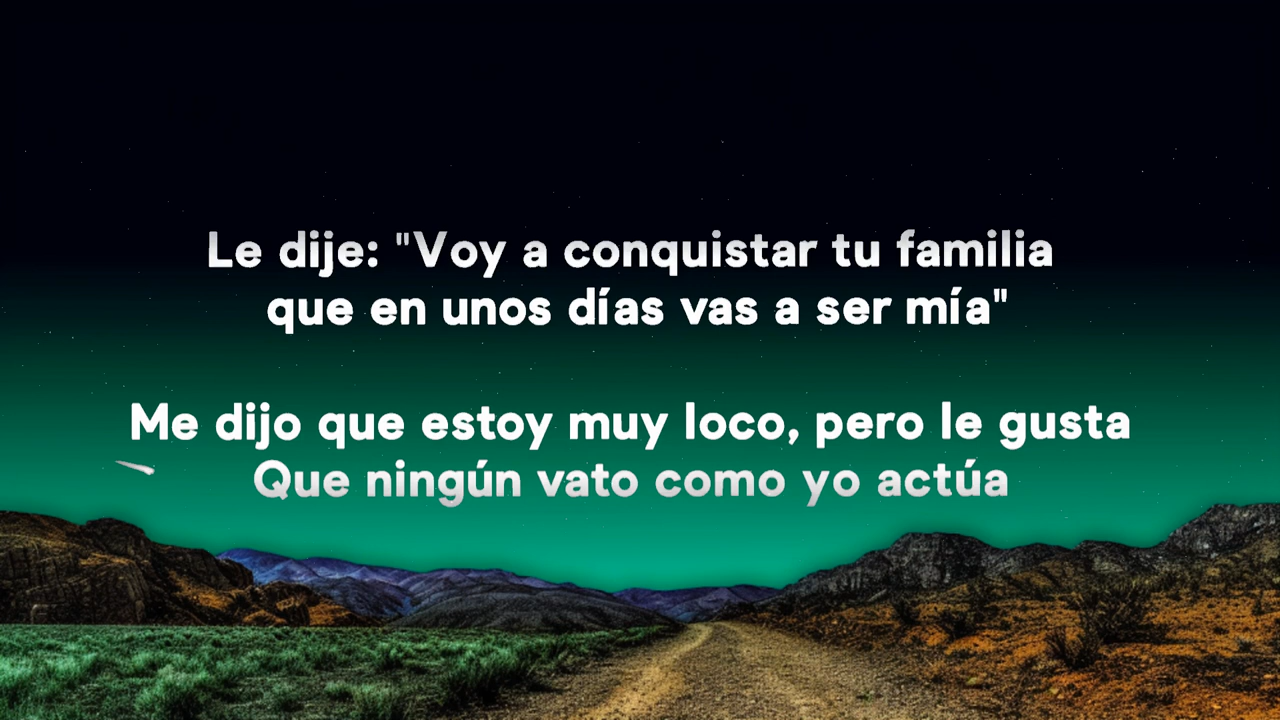 Le dije: "Voy a conquistar tu familia
que en unos días vas a ser mía"
Me dijo que estoy muy loco, pero le gusta
Que ningún vato como yo actúa